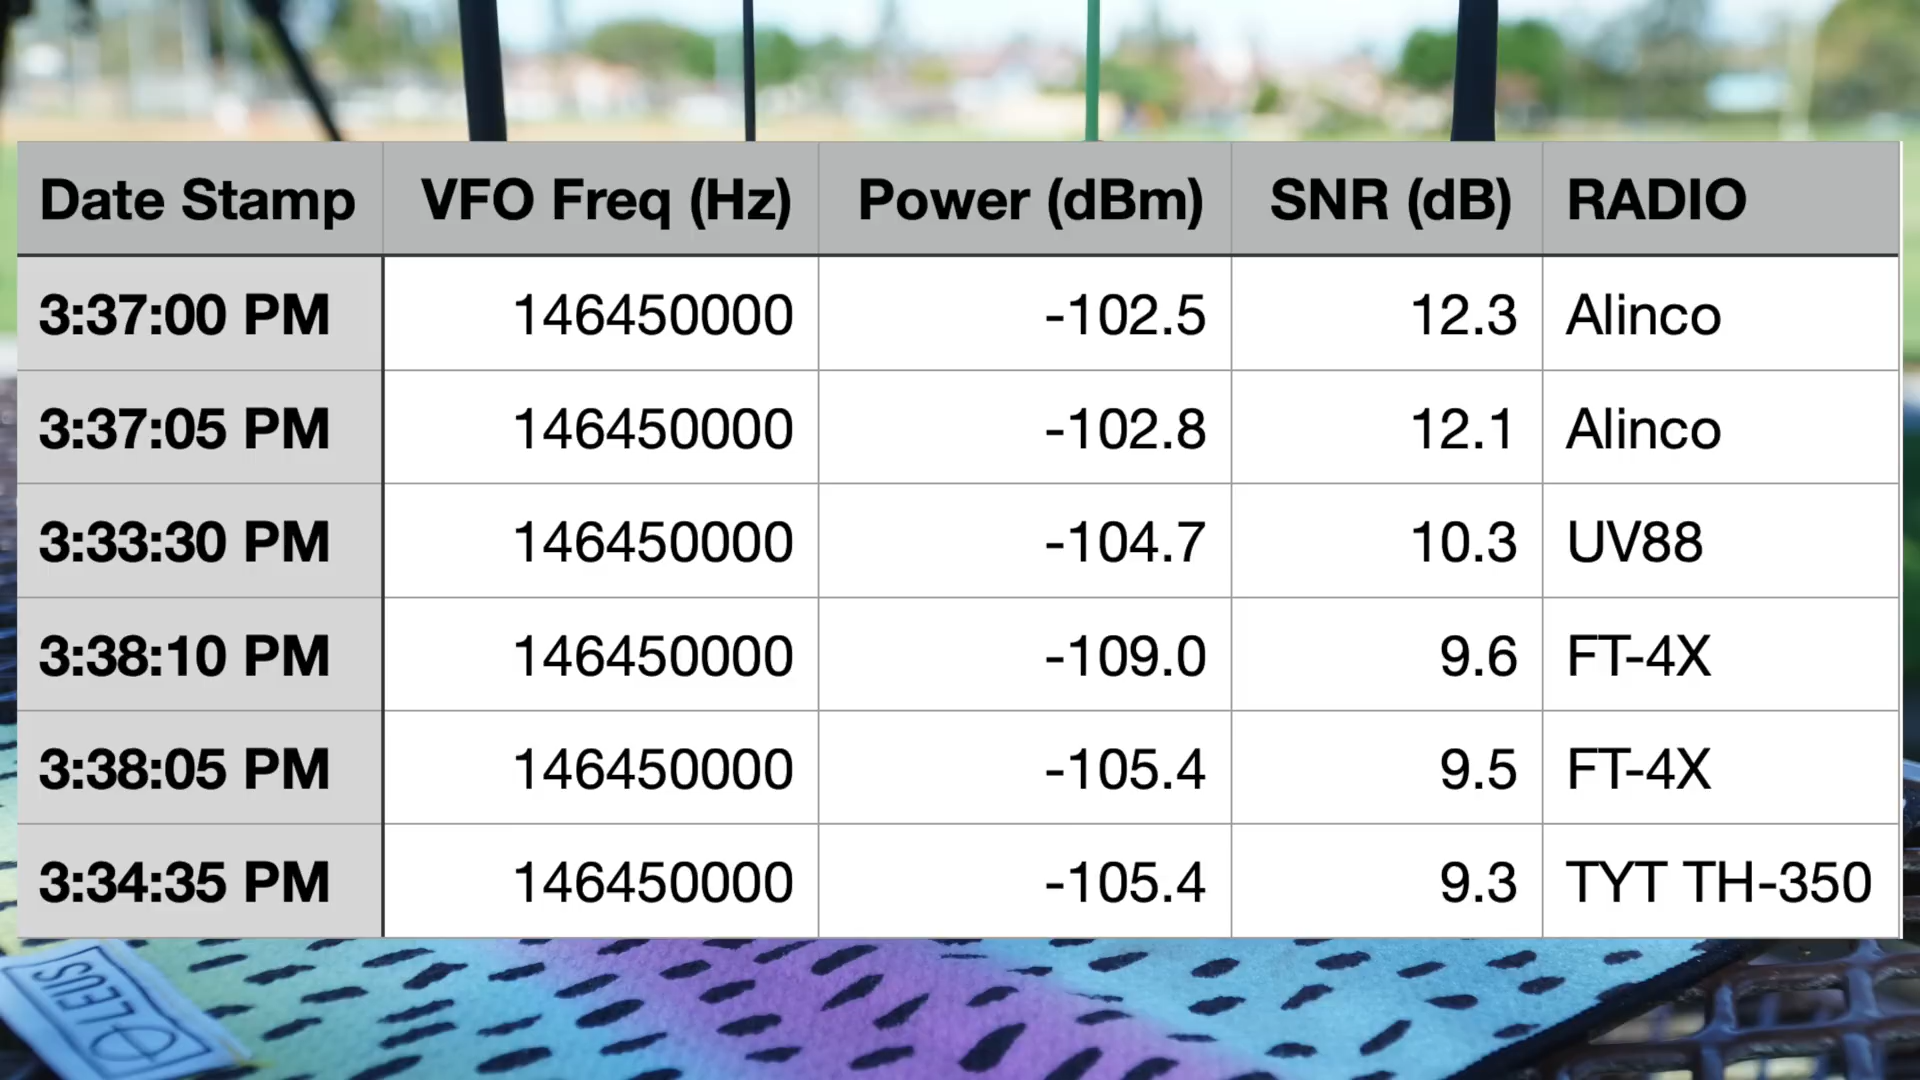 Date Stamp VFO Freq (Hz) Power (dBm) SNR (dB) RADIO
3:37:00 PM 146450000 -102.5 12.3 Alinco
3:37:05 PM 146450000 -102.8 12.1 Alinco
3:33:30 PM 146450000 -104.7 10.3 UV88
3:38:10 PM 146450000 -109.0 9.6 FT-4X
3:38:05 PM 146450000 -105.4 9.5 FT-4X
3:34:35 PM 146450000 -105.4 9.3 TYT TH-350
LEUS